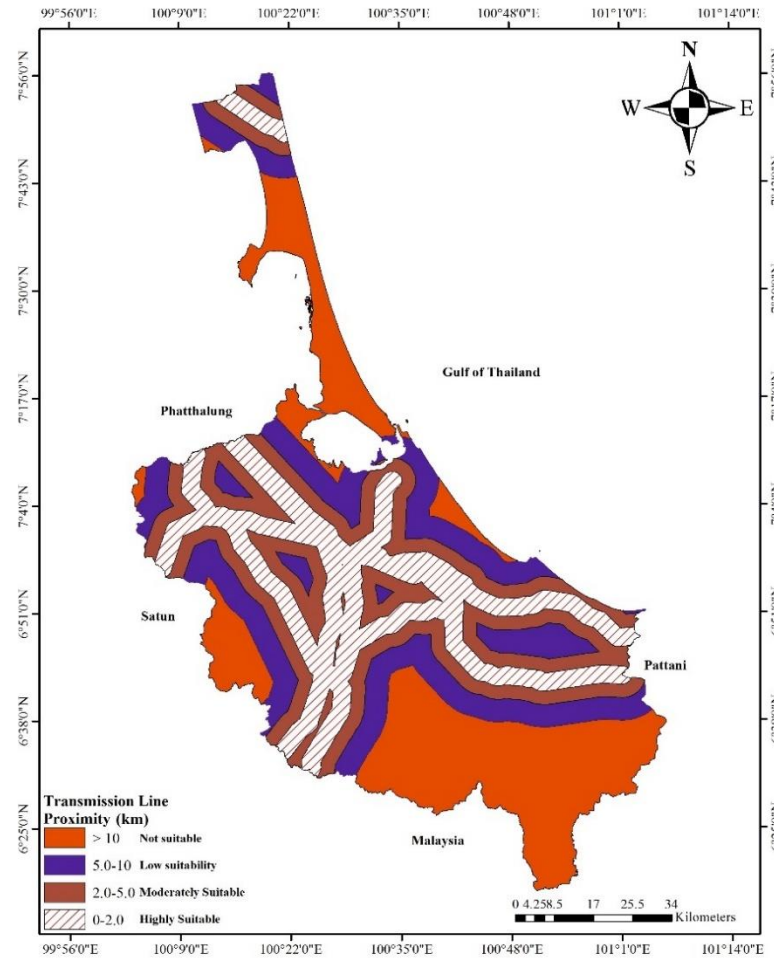 99°56'0"E 100°9'0"E 100°22'0"E 100°35'0"E 100°48'0"E 101°1'0"E 101°14'0"E
N
W E
S
7°56'0"N
7°43'0"N
7°30'0"N
7°17'0"N
7°4'0"N
6°51'0"N
6°38'0"N
6°25'0"N
Gulf of Thailand
Phatthalung
Satun
Pattani
Malaysia
Transmission Line
Proximity (km)
> 10 Not suitable
5.0-10 Low suitability
2.0-5.0 Moderately Suitable
0-2.0 Highly Suitable
0 4.258.5 17 25.5 34
Kilometers
99°56'0"E 100°9'0"E 100°22'0"E 100°35'0"E 100°48'0"E 101°1'0"E 101°14'0"E